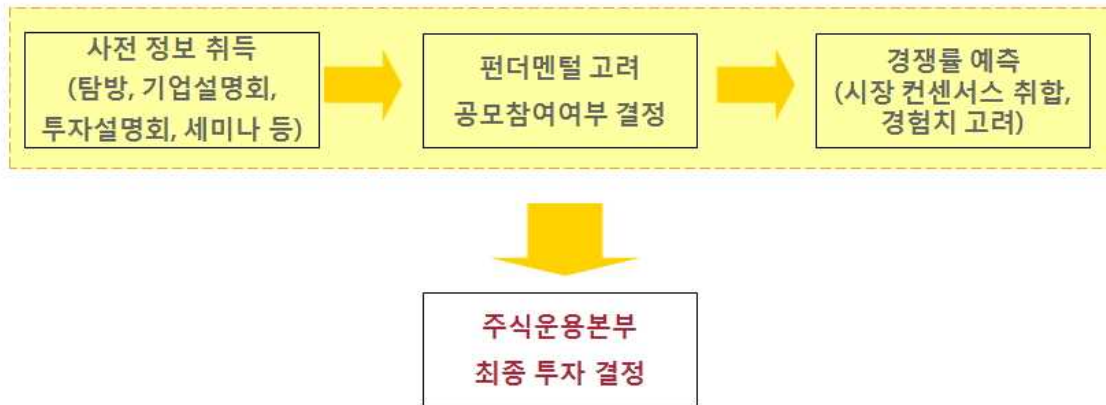 사전 정보 취득
(탐방, 기업설명회,
투자설명회, 세미나 등)
펀더멘털 고려
공모참여여부 결정
경쟁률 예측
(시장 컨센서스 취합,
경험치 고려)
주식운용본부
최종 투자 결정